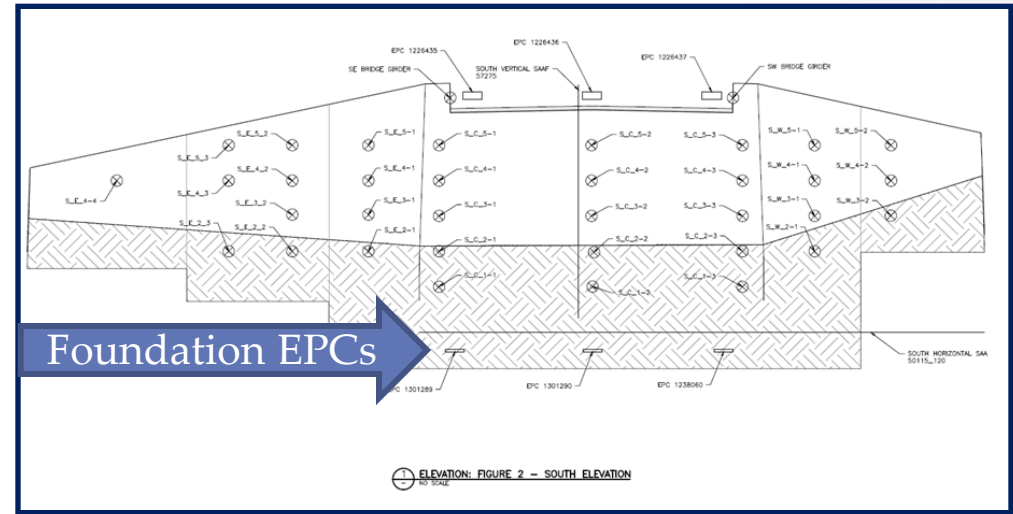 EPC 1226435
EPC 1226436
EPC 1226437
SE BRIDGE GIRDER
SOUTH VERTICAL SAAF
57275
SW BRIDGE GIRDER
S_E_5_2
S_E_5-1
S_C_5-1
S_C_5-2
S_C_5-3
S_W_5-1
S_W_5-2
S_E_5_3
S_E_4_2
S_E_4-1
S_C_4-1
S_C_4-2
S_C_4-3
S_W_4-1
S_W_4-2
S_E_4-4
S_E_4_3
S_E_3_2
S_E_3-1
S_C_3-1
S_C_3-2
S_C_3-3
S_W_3-1
S_W_3-2
S_E_2_3
S_E_2_2
S_E_2-1
S_C_2-1
S_C_2-2
S_C_2-3
S_W_2-1
S_C_1-1
S_C_1-2
S_C_1-3
Foundation EPCs
SOUTH HORIZONTAL SAA
50115_120
EPC 1301289
EPC 1301290
EPC 1238060
1
ELEVATION: FIGURE 2 – SOUTH ELEVATION
NO SCALE